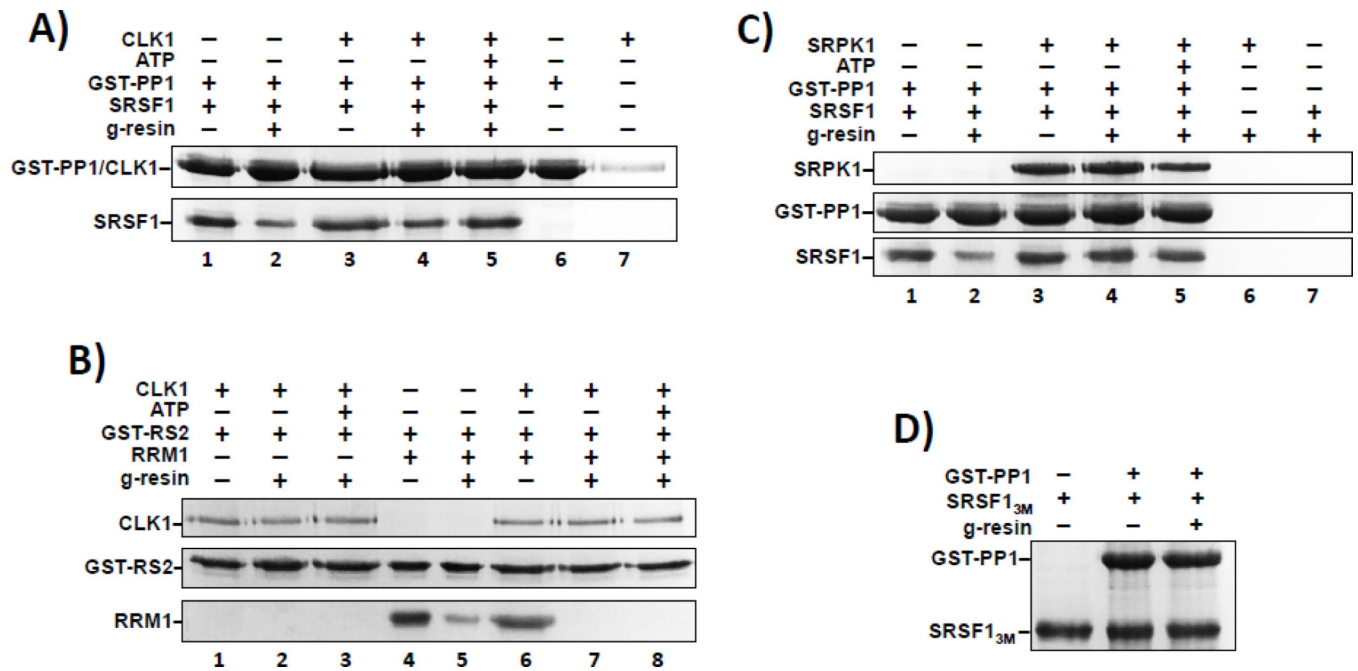 A)
CLK1 – – + + + – +
ATP – – – – + – –
GST-PP1 + + + + + + –
SRSF1 + + + + + – –
g-resin – + – + + – –
GST-PP1/CLK1
SRSF1
1 2 3 4 5 6 7
B)
CLK1 + + + – – + + +
ATP – – + – – – – +
GST-RS2 + + + + + + + +
RRM1 – – – + + + + +
g-resin – + + – + – + +
CLK1
GST-RS2
RRM1
1 2 3 4 5 6 7 8
C)
SRPK1 – – + + + + –
ATP – – – – + – –
GST-PP1 + + + + + – –
SRSF1 + + + + + – +
g-resin – + – + + + +
SRPK1
GST-PP1
SRSF1
1 2 3 4 5 6 7
D)
GST-PP1 – + +
SRSF13M + + +
g-resin – – +
GST-PP1
SRSF13M